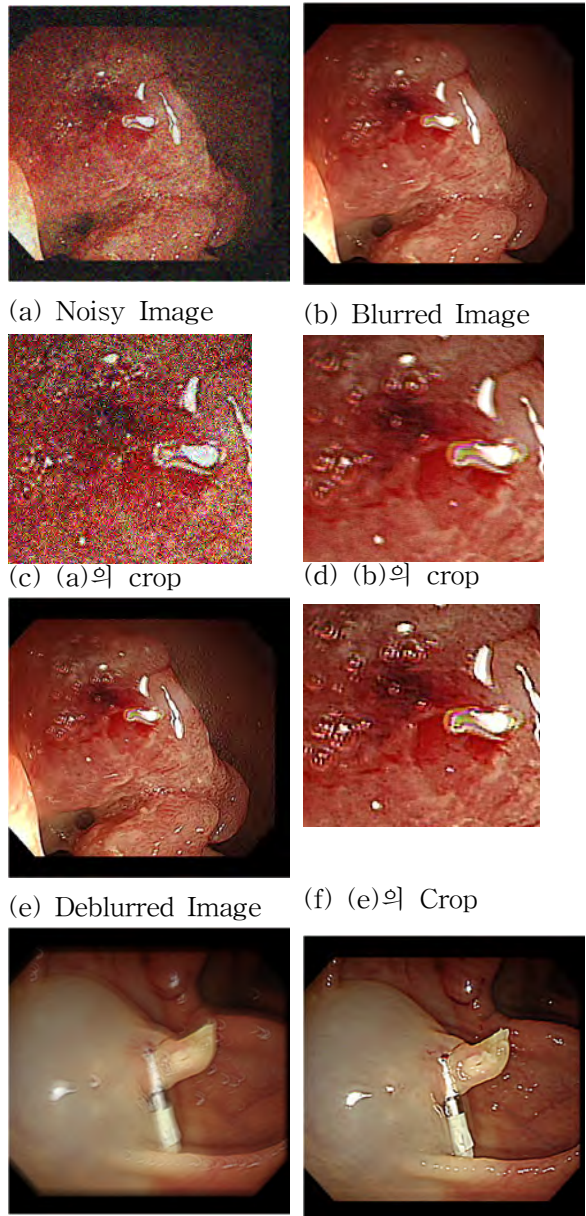 (a) Noisy Image
(b) Blurred Image
(c) (a)의 crop
(d) (b)의 crop
(e) Deblurred Image
(f) (e)의 Crop